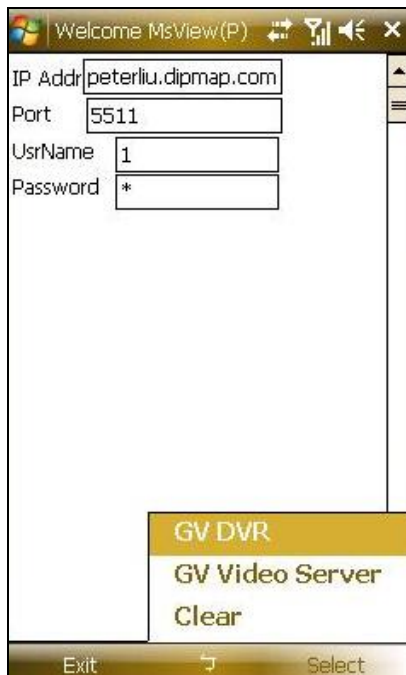 Welcome MsView(P)
IP Addr peterliu.dipmap.com
Port 5511
UsrName 1
Password *
GV DVR
GV Video Server
Clear
Exit Select